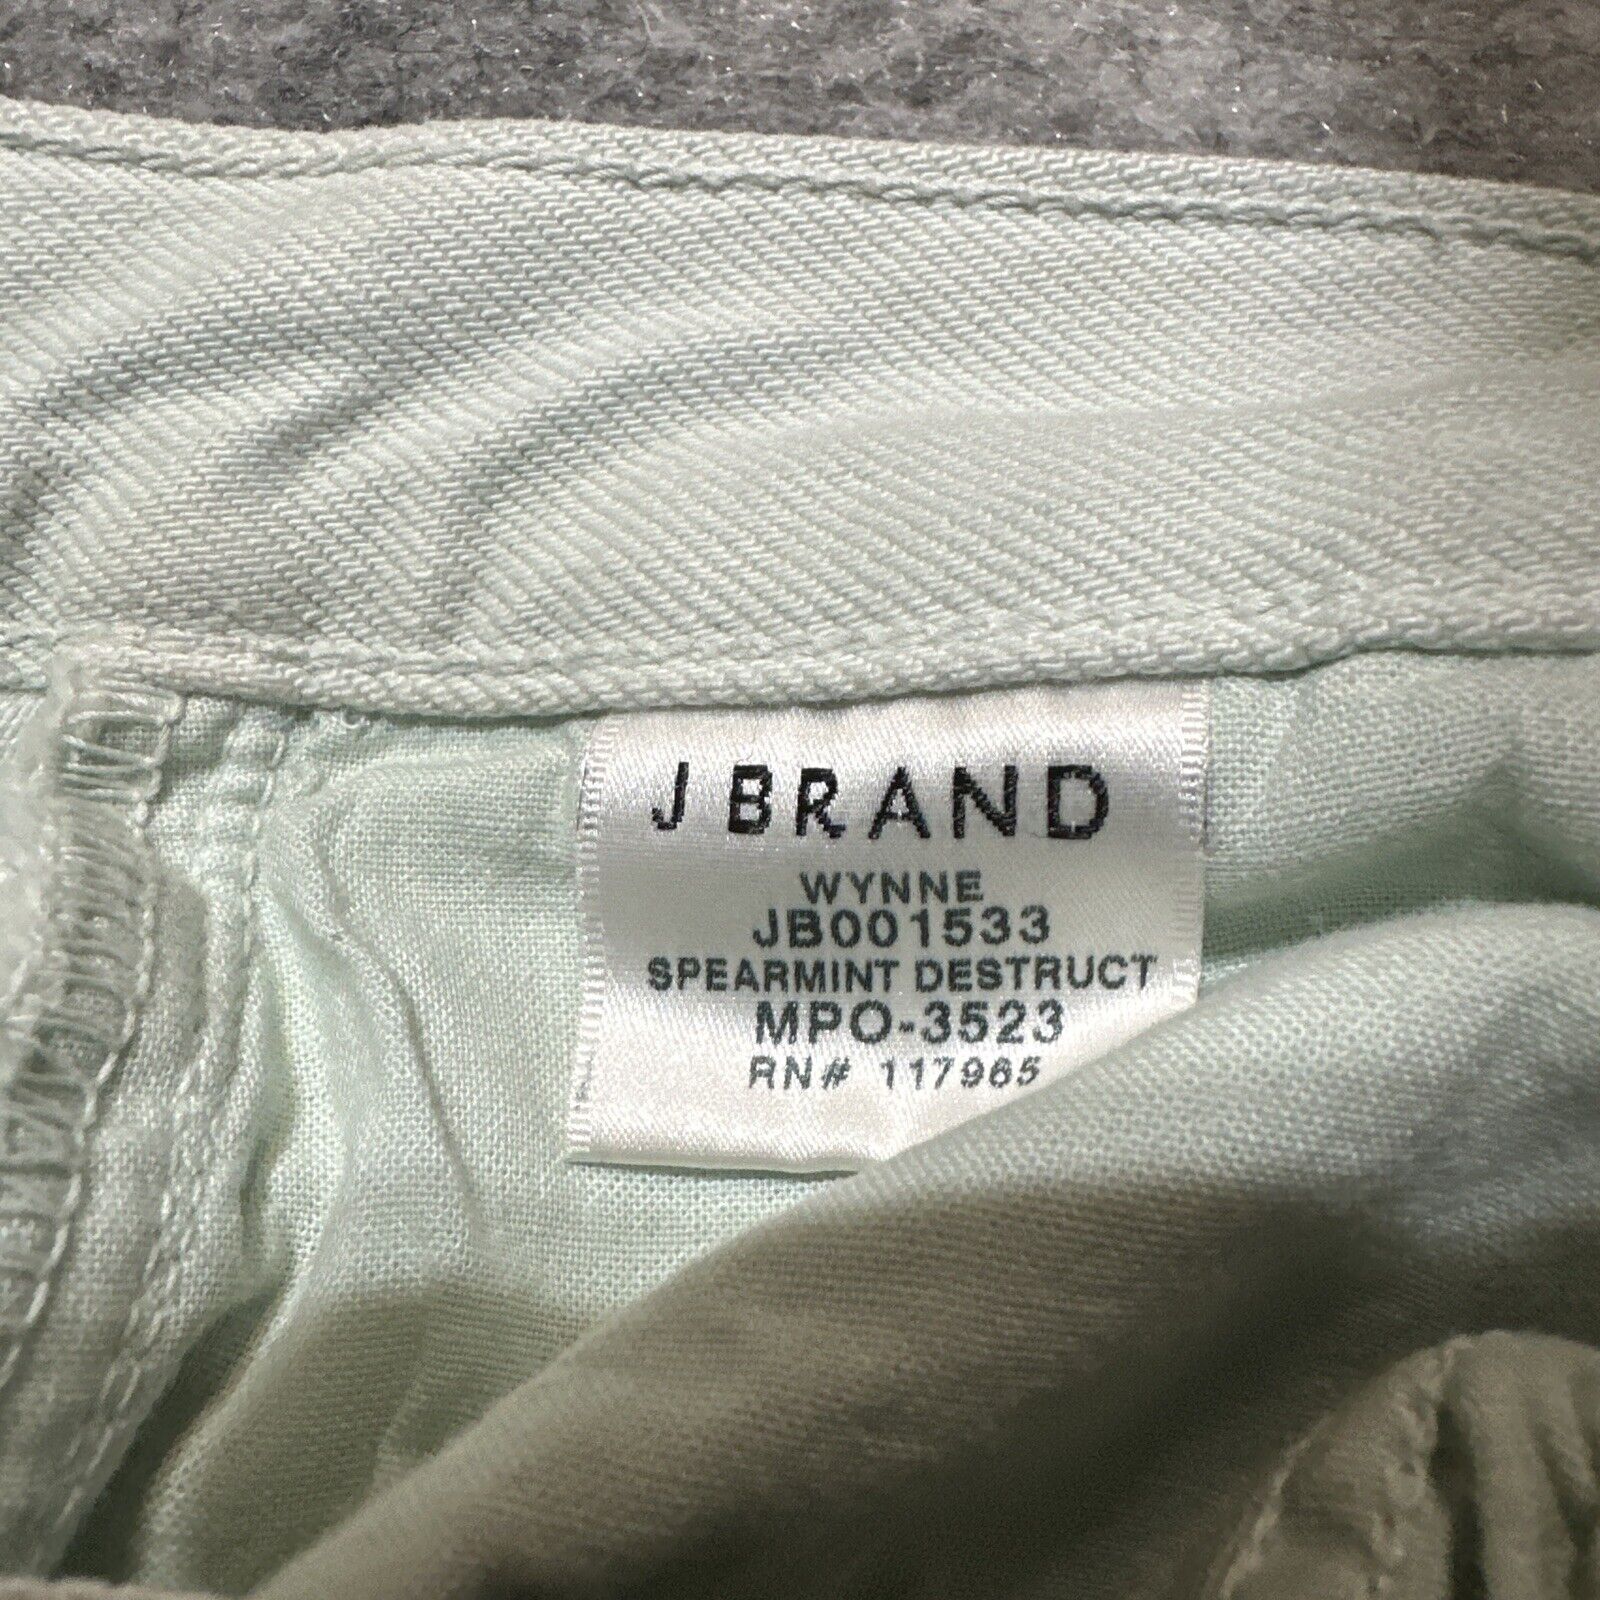 J BRAND
WYNNE
JB001533
SPEARMINT DESTRUCT
MPO-3523
RN# 117965